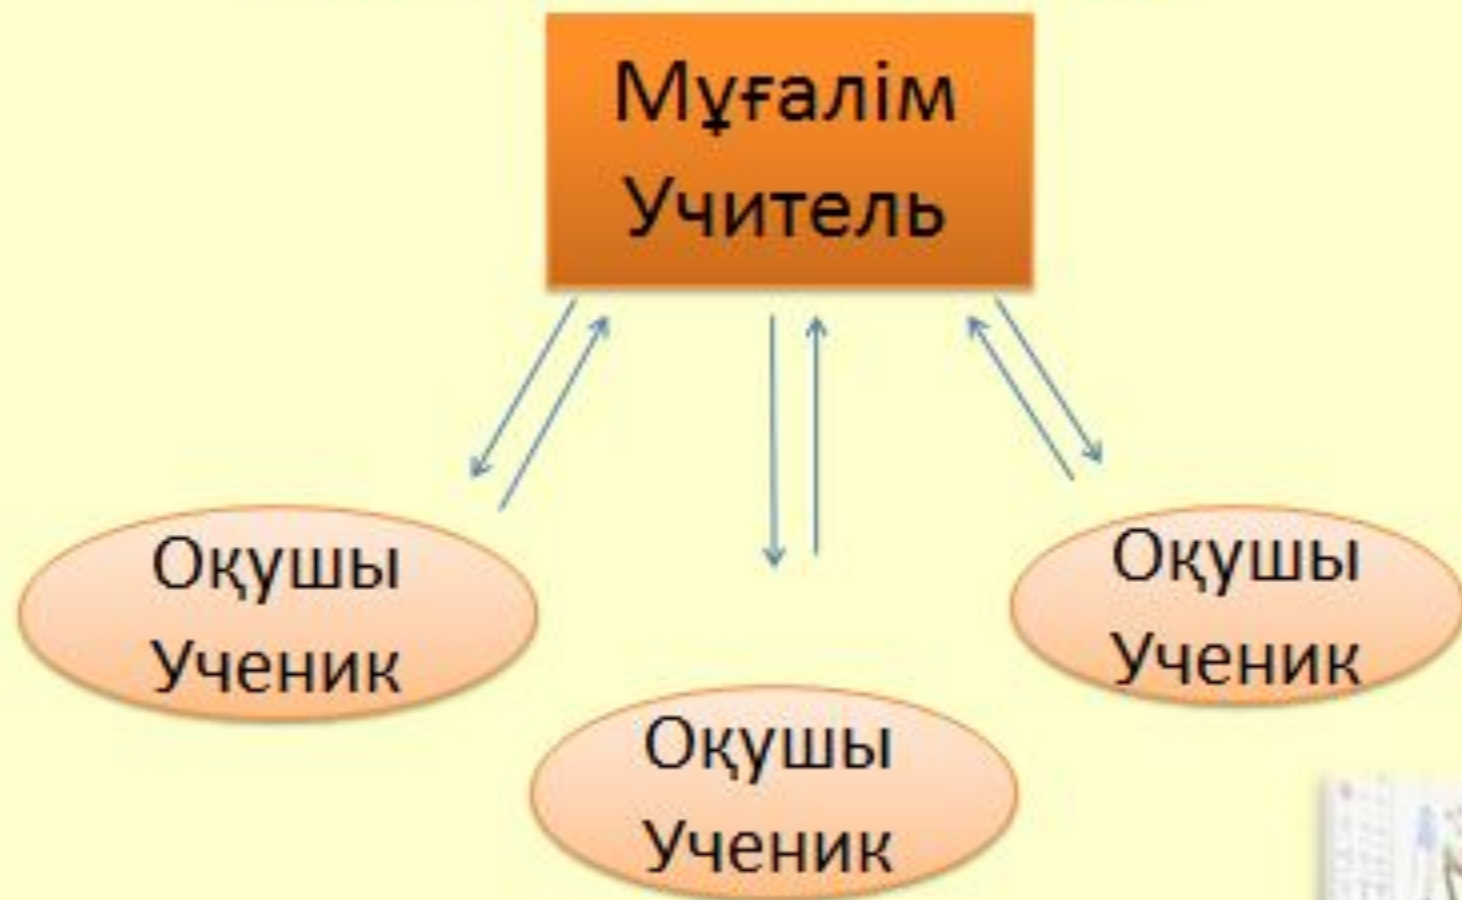 Мұғалім
Учитель
Оқушы
Ученик
Оқушы
Ученик
Оқушы
Ученик